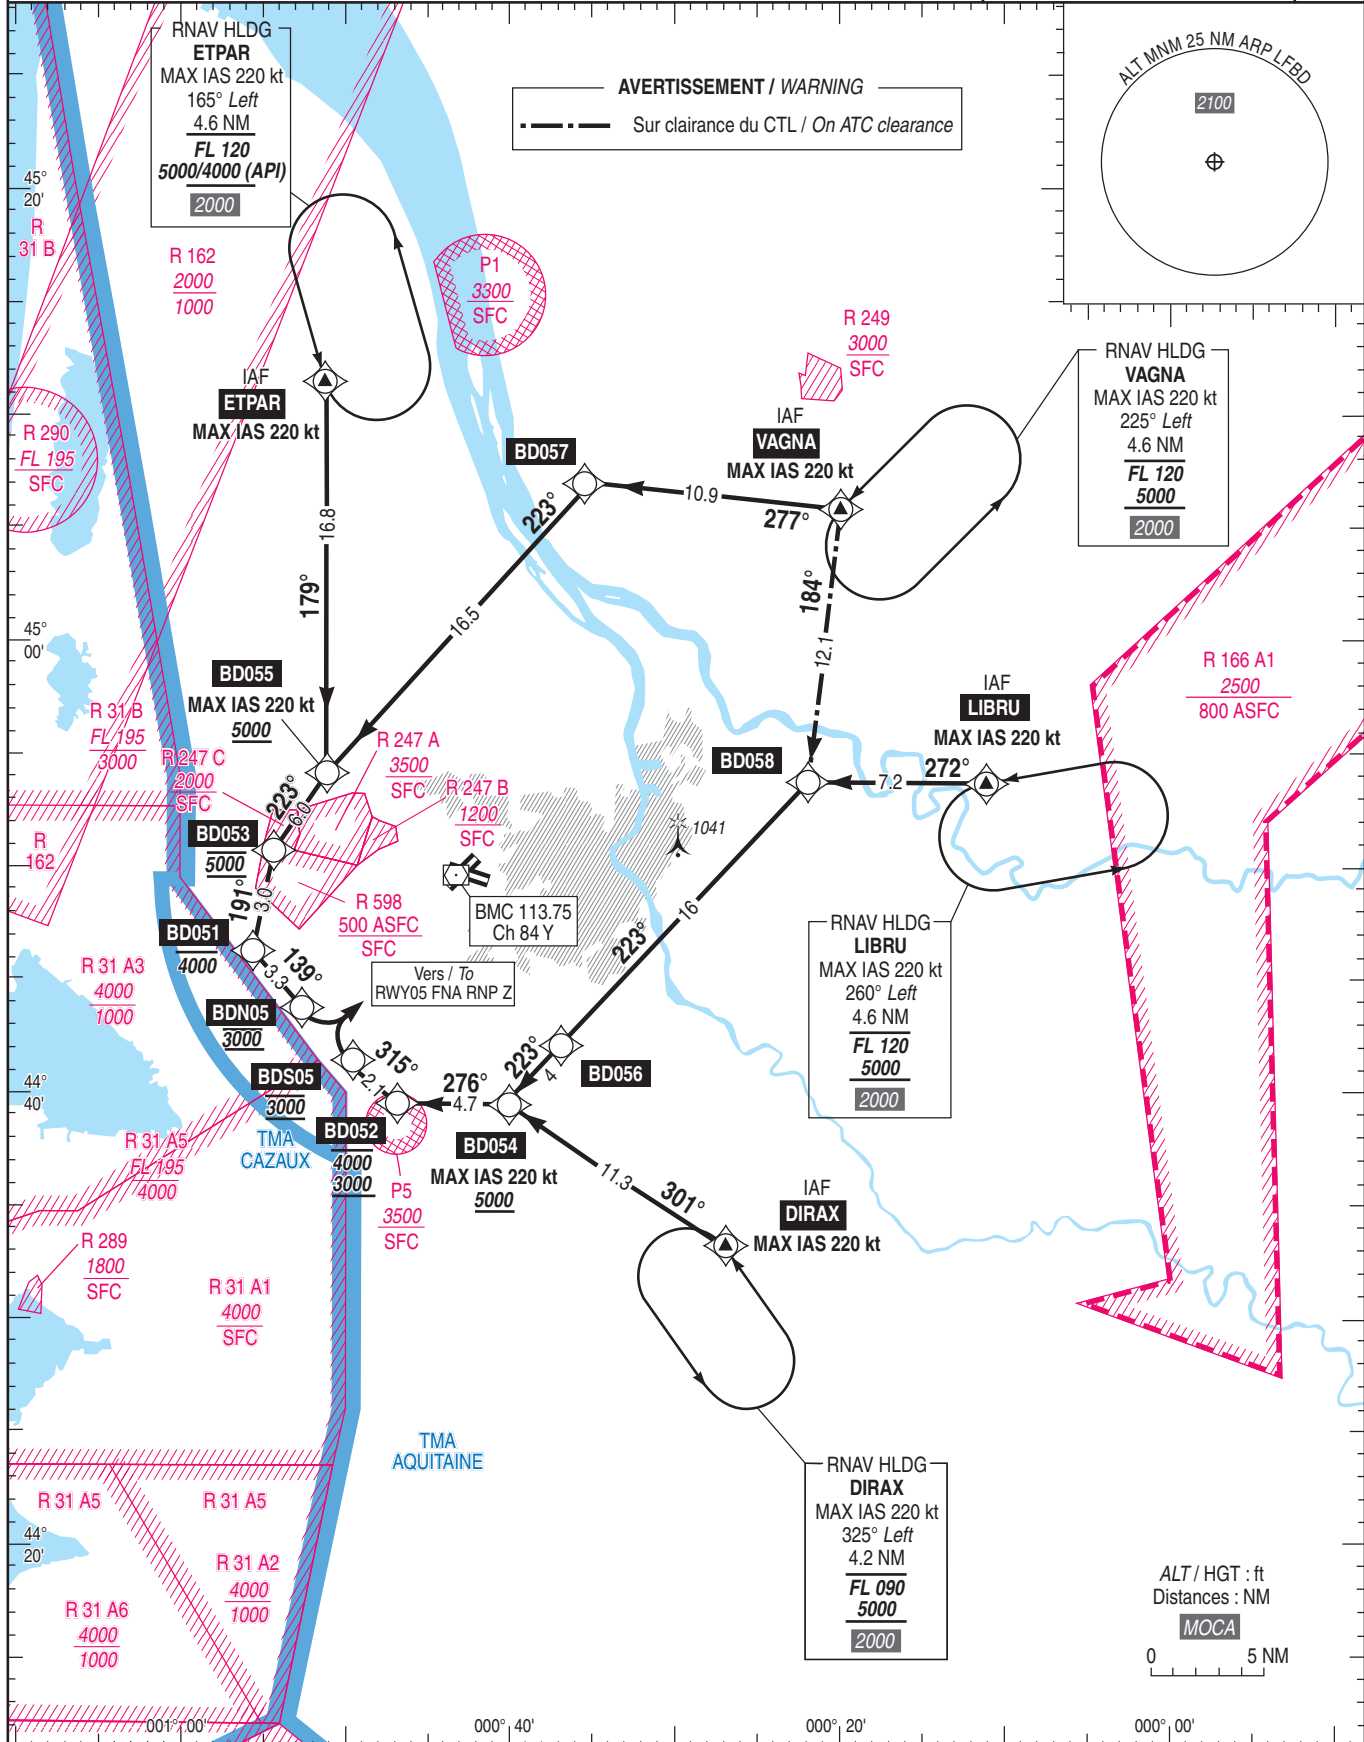 RNAV HLDG
ETPAR
MAX IAS 220 kt
165° Left
4.6 NM
FL 120
5000/4000 (API)
2000
AVERTISSEMENT / WARNING
Sur clairance du CTL / On ATC clearance
ALT MNM 25 NM ARP LFBD
2100
45°
20'
R
31 B
R 162
2000
1000
P1
3300
SFC
R 249
3000
SFC
RNAV HLDG
VAGNA
MAX IAS 220 kt
225° Left
4.6 NM
FL 120
5000
2000
IAF
ETPAR
MAX IAS 220 kt
IAF
VAGNA
MAX IAS 220 kt
R 290
FL 195
SFC
BD057
10.9
277°
223°
16.8
179°
16.5
184°
12.1
45°
00'
R 166 A1
2500
800 ASFC
BD055
MAX IAS 220 kt
5000
IAF
LIBRU
MAX IAS 220 kt
R 31 B
FL 195
3000
R 247 C
2000
SFC
R 247 A
3500
SFC
R 247 B
1200
SFC
BD058
7.2
272°
223°
6.0
1041
R
162
BD053
5000
191°
3.0
R 598
500 ASFC
SFC
BMC 113.75
Ch 84 Y
16
223°
BD051
4000
RNAV HLDG
LIBRU
MAX IAS 220 kt
260° Left
4.6 NM
FL 120
5000
2000
R 31 A3
4000
1000
3.3
139°
Vers / To
RWY05 FNA RNP Z
BDN05
3000
315°
2.1
223°
4
BD056
44°
40'
BDS05
3000
276°
4.7
BD052
4000
3000
BD054
MAX IAS 220 kt
5000
TMA
CAZAUX
R 31 A5
FL 195
4000
P5
3500
SFC
11.3
301°
IAF
DIRAX
MAX IAS 220 kt
R 289
1800
SFC
R 31 A1
4000
SFC
TMA
AQUITAINE
RNAV HLDG
DIRAX
MAX IAS 220 kt
325° Left
4.2 NM
FL 090
5000
2000
R 31 A5
R 31 A5
44°
20'
R 31 A2
4000
1000
R 31 A6
4000
1000
ALT / HGT : ft
Distances : NM
MOCA
0 5 NM
001° 00'
000° 40'
000° 20'
000° 00'